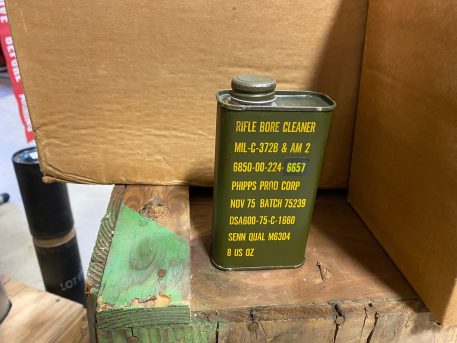 RIFLE BORE CLEANER
MIL-C-372B & AM 2
6850-00-224-6657
PHIPPS PROD CORP
NOV 75 BATCH 75239
DSA600-75-C-1660
SENN QUAL M6304
8 US OZ
LOT